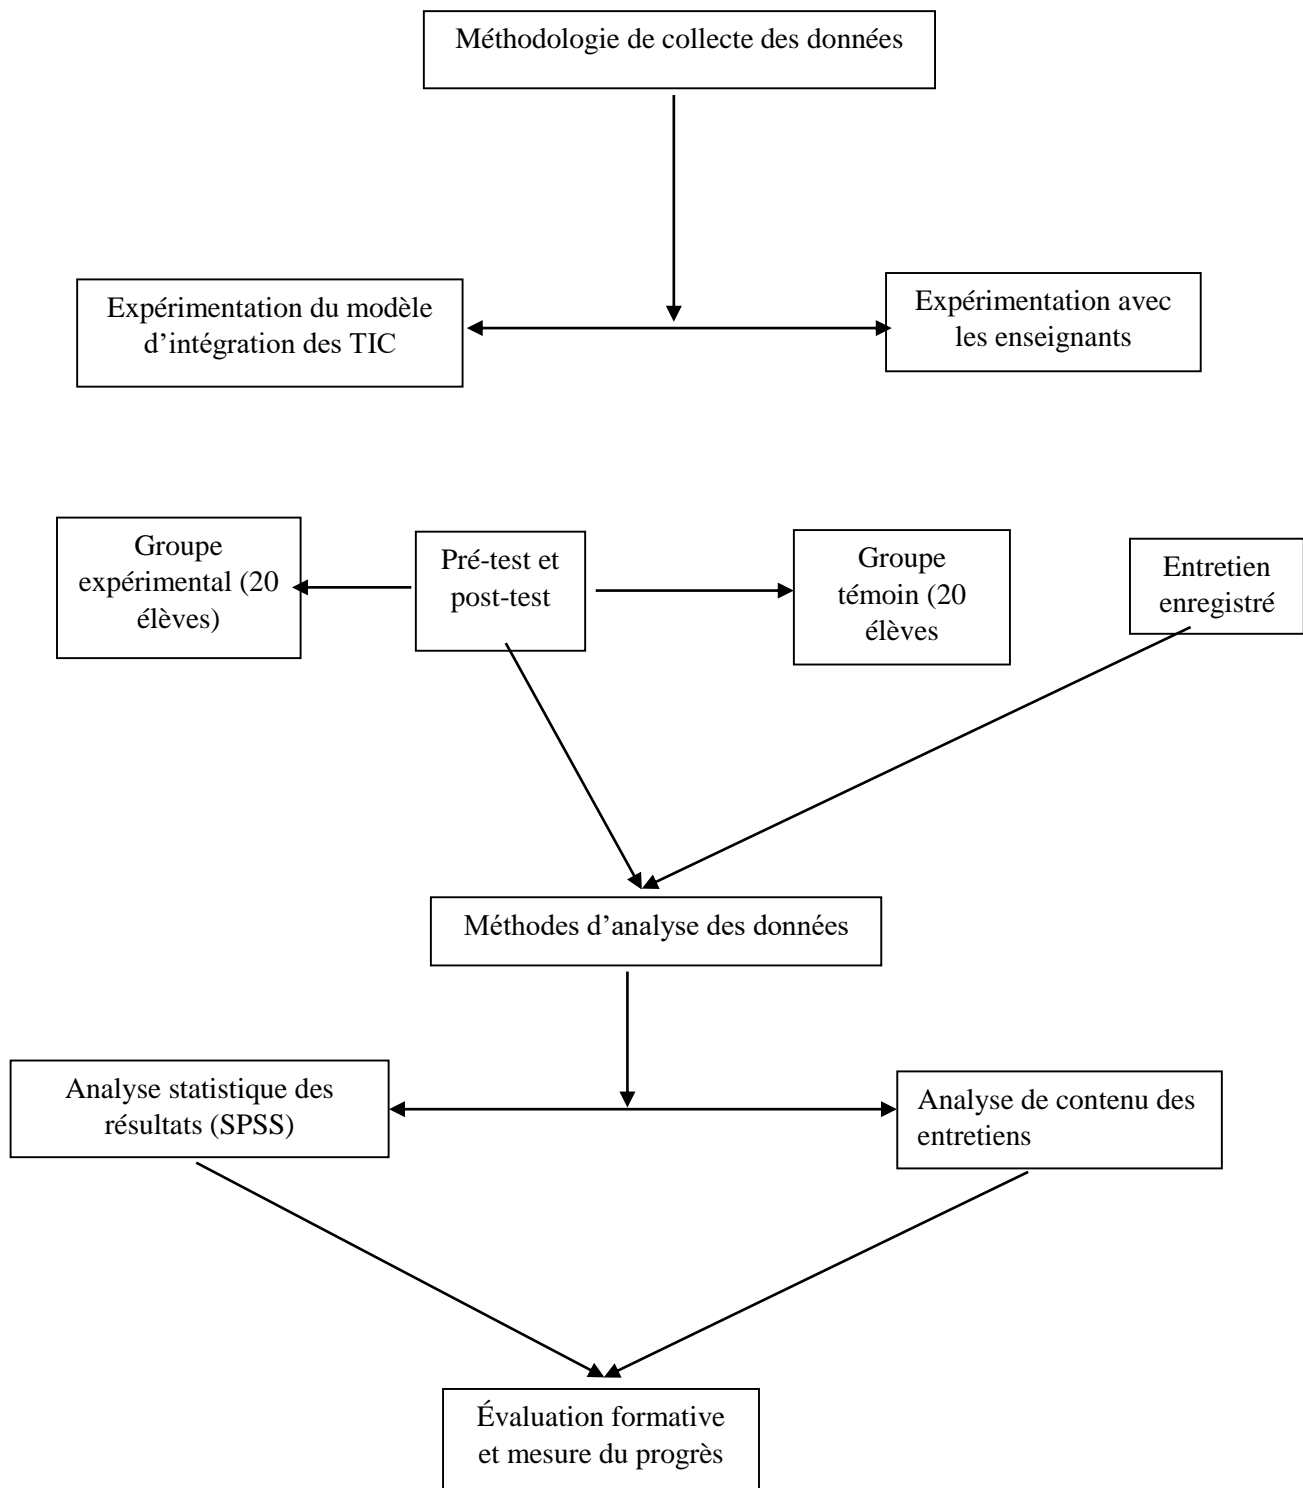 Méthodologie de collecte des données
Expérimentation du modèle
d’intégration des TIC
Expérimentation avec
les enseignants
Groupe
expérimental (20
élèves)
Pré-test et
post-test
Groupe
témoin (20
élèves
Entretien
enregistré
Méthodes d’analyse des données
Analyse statistique des
résultats (SPSS)
Analyse de contenu des
entretiens
Évaluation formative
et mesure du progrès